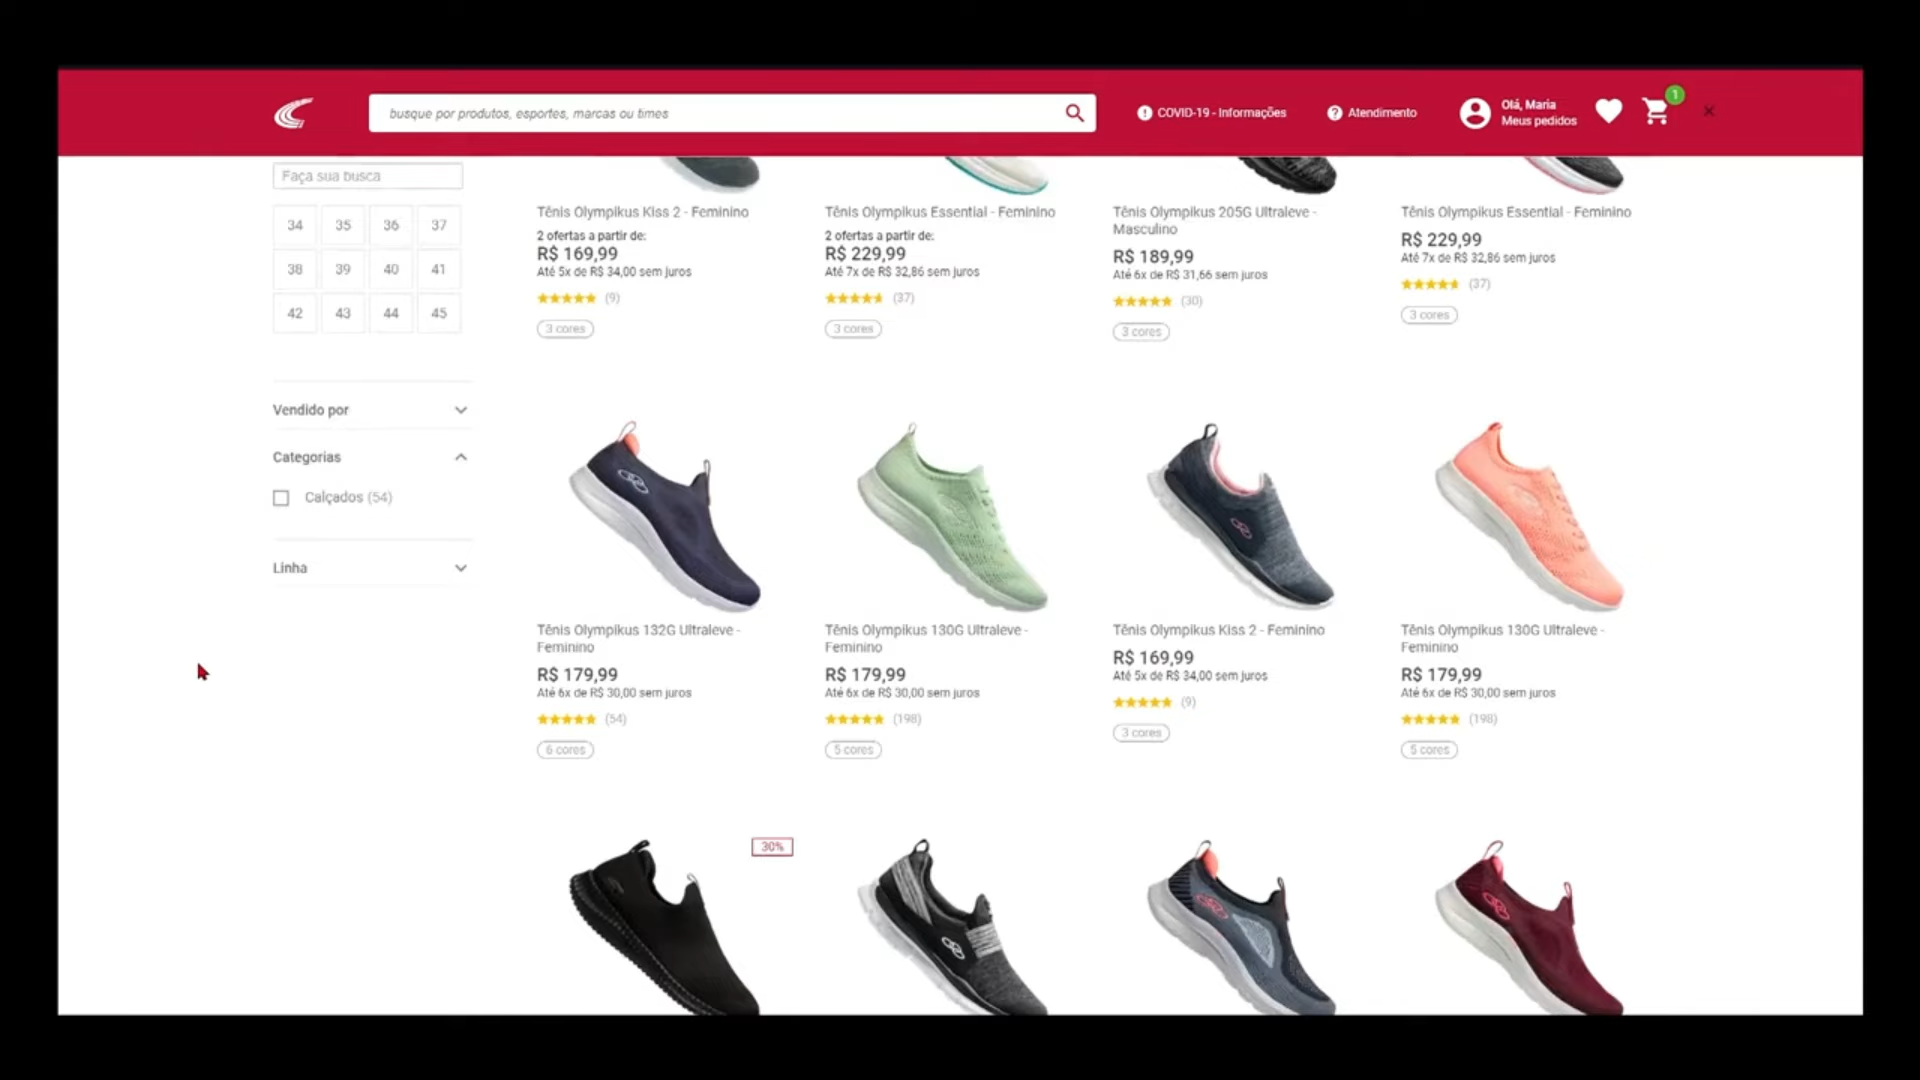 busque por produtos, esportes, marcas ou times
COVID-19 - Informações
Atendimento
Olá, Maria
Meus pedidos
1
Faça sua busca
34 35 36 37
38 39 40 41
42 43 44 45
Vendido por
Categorias
Calçados (54)
Linha
Tênis Olympikus Kiss 2 - Feminino
2 ofertas a partir de:
R$ 169,99
Até 5x de R$ 34,00 sem juros
(9)
3 cores
Tênis Olympikus Essential - Feminino
2 ofertas a partir de:
R$ 229,99
Até 7x de R$ 32,86 sem juros
(37)
3 cores
Tênis Olympikus 205G Ultraleve -
Masculino
R$ 189,99
Até 6x de R$ 31,66 sem juros
(30)
3 cores
Tênis Olympikus Essential - Feminino
R$ 229,99
Até 7x de R$ 32,86 sem juros
(37)
3 cores
Tênis Olympikus 132G Ultraleve -
Feminino
R$ 179,99
Até 6x de R$ 30,00 sem juros
(54)
6 cores
Tênis Olympikus 130G Ultraleve -
Feminino
R$ 179,99
Até 6x de R$ 30,00 sem juros
(198)
5 cores
Tênis Olympikus Kiss 2 - Feminino
R$ 169,99
Até 5x de R$ 34,00 sem juros
(9)
3 cores
Tênis Olympikus 130G Ultraleve -
Feminino
R$ 179,99
Até 6x de R$ 30,00 sem juros
(198)
5 cores
30%